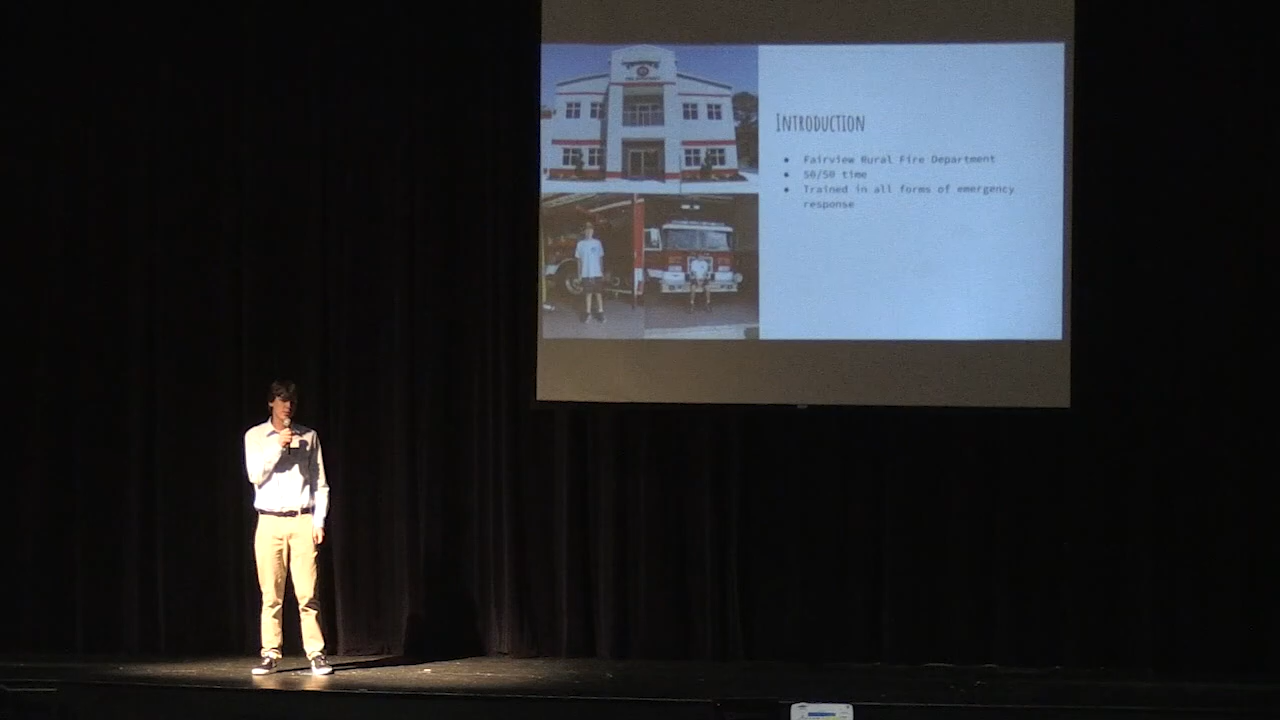 Introduction
• Fairview Rural Fire Department
• 50/50 time
• Trained in all forms of emergency
response